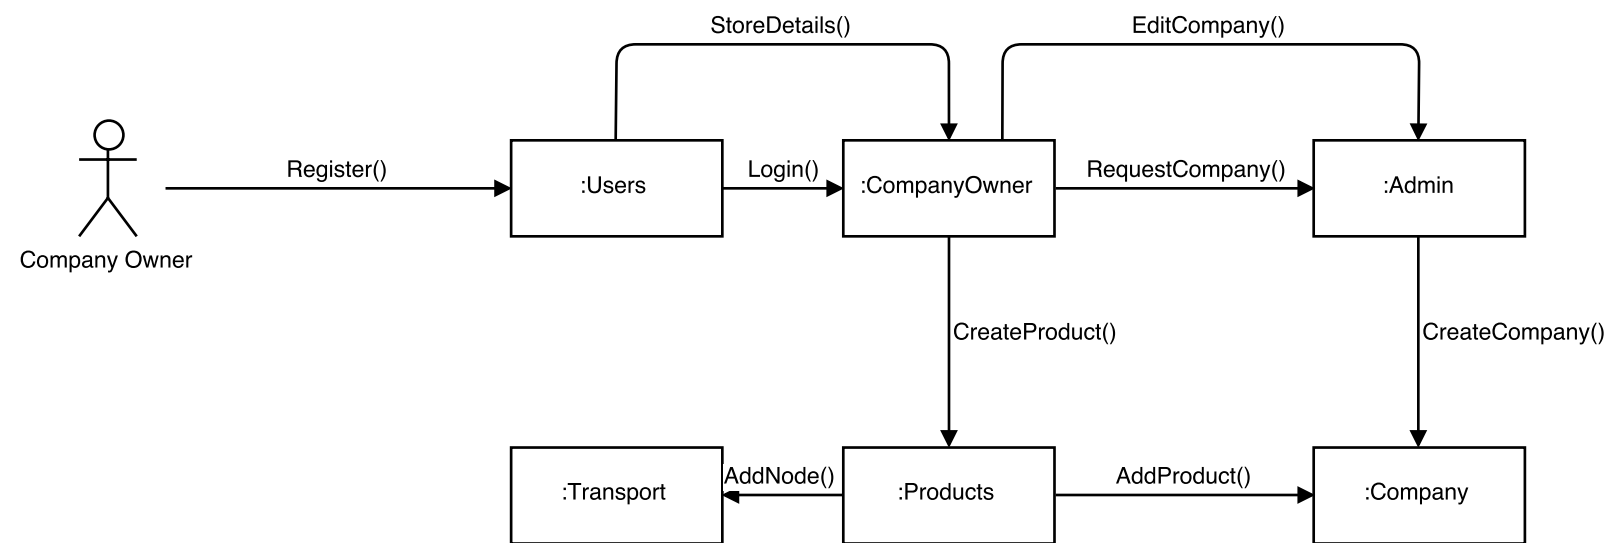 StoreDetails()
EditCompany()
Register()
Login()
RequestCompany()
:Users
:CompanyOwner
:Admin
Company Owner
CreateProduct()
CreateCompany()
AddNode()
AddProduct()
:Transport
:Products
:Company